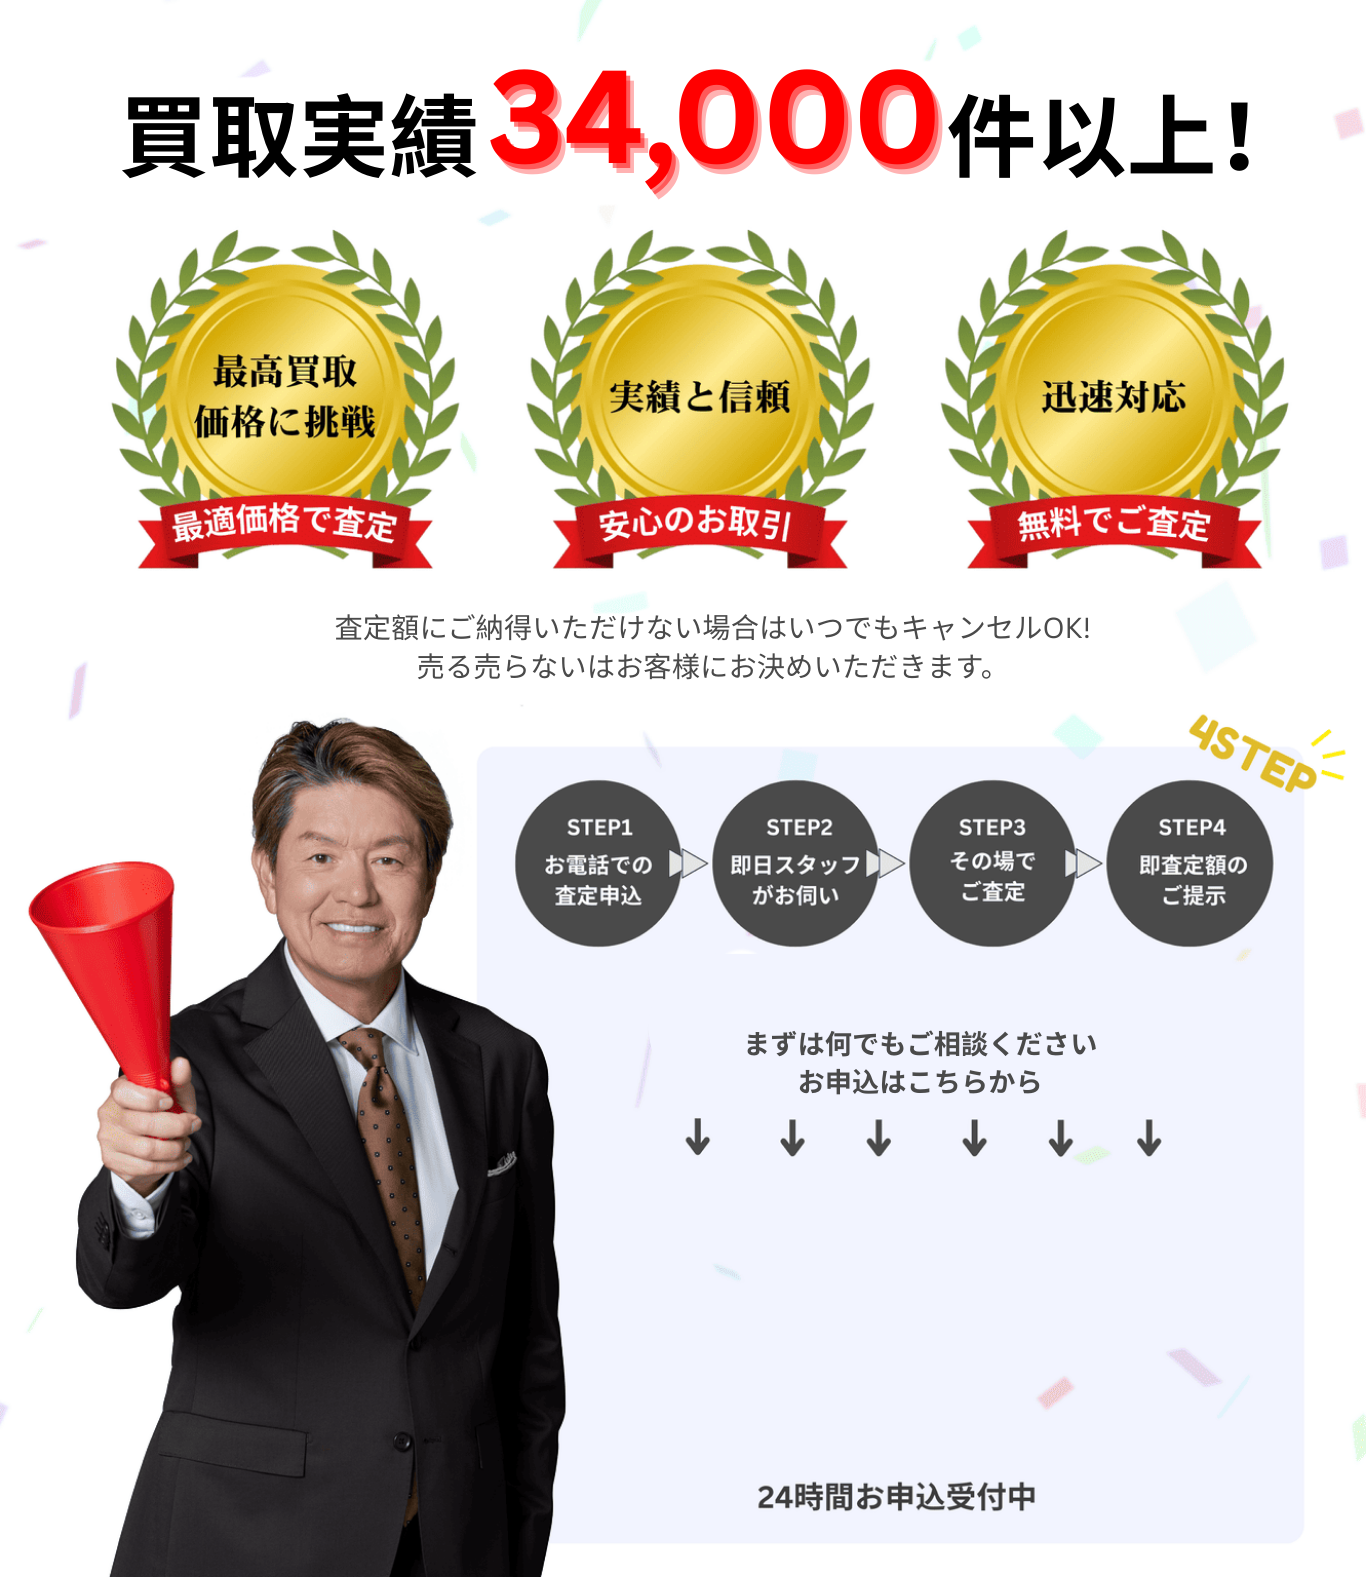 買取実績34,000件以上！
最高買取
価格に挑戦
最適価格で査定
実績と信頼
安心のお取引
迅速対応
無料でご査定
査定額にご納得いただけない場合はいつでもキャンセルOK!
売る売らないはお客様にお決めいただきます。
4STEP
STEP1
お電話での
査定申込
STEP2
即日スタッフ
がお伺い
STEP3
その場で
ご査定
STEP4
即査定額の
ご提示
まずは何でもご相談ください
お申込はこちらから
24時間お申込受付中